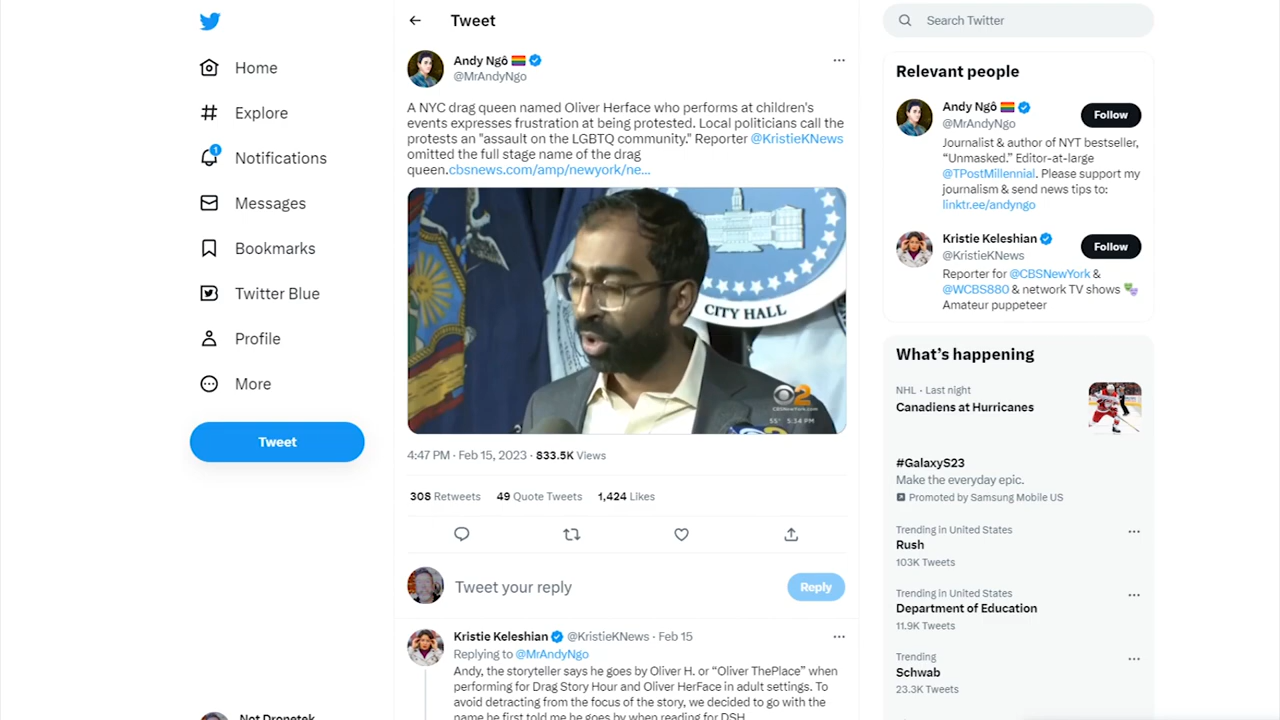 Tweet
Search Twitter
Home
Explore
1
Notifications
Messages
Bookmarks
Twitter Blue
Profile
More
Tweet
Not Dronetek
Andy Ngô
@MrAndyNgo
A NYC drag queen named Oliver Herface who performs at children's
events expresses frustration at being protested. Local politicians call the
protests an "assault on the LGBTQ community." Reporter @KristieKNews
omitted the full stage name of the drag
queen.cbsnews.com/amp/newyork/ne...
CITY HALL
2
CBSNewYork.com
55° 5:34 PM
4:47 PM · Feb 15, 2023 · 833.5K Views
308 Retweets 49 Quote Tweets 1,424 Likes
Tweet your reply
Reply
Kristie Keleshian @KristieKNews · Feb 15
Replying to @MrAndyNgo
Andy, the storyteller says he goes by Oliver H. or “Oliver ThePlace” when
performing for Drag Story Hour and Oliver HerFace in adult settings. To
avoid detracting from the focus of the story, we decided to go with the
name he first told me he goes by when reading for DSH.
Relevant people
Andy Ngô
@MrAndyNgo
Follow
Journalist & author of NYT bestseller,
“Unmasked.” Editor-at-large
@TPostMillennial. Please support my
journalism & send news tips to:
linktr.ee/andyngo
Kristie Keleshian
@KristieKNews
Follow
Reporter for @CBSNewYork &
@WCBS880 & network TV shows
Amateur puppeteer
What’s happening
NHL · Last night
Canadiens at Hurricanes
#GalaxyS23
Make the everyday epic.
Promoted by Samsung Mobile US
Trending in United States
Rush
103K Tweets
Trending in United States
Department of Education
11.9K Tweets
Trending
Schwab
23.3K Tweets